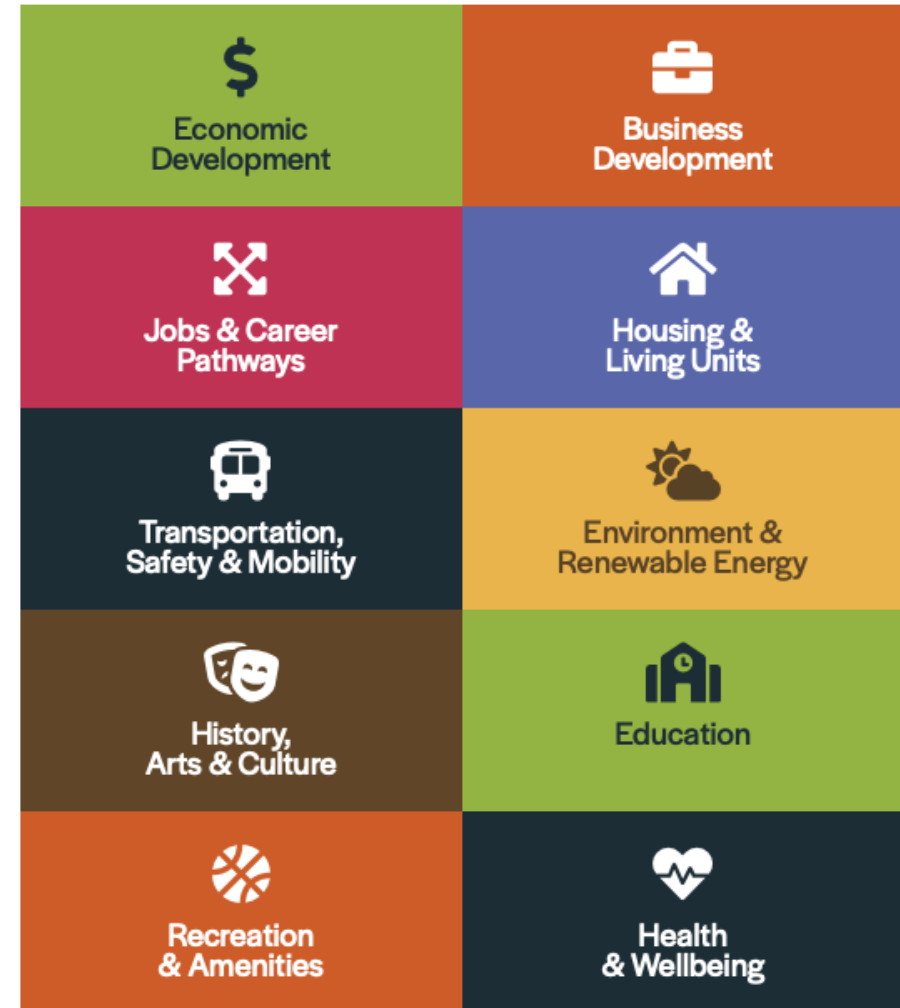 $
Economic
Development
Business
Development
Jobs & Career
Pathways
Housing &
Living Units
Transportation,
Safety & Mobility
Environment &
Renewable Energy
History,
Arts & Culture
Education
Recreation
& Amenities
Health
& Wellbeing